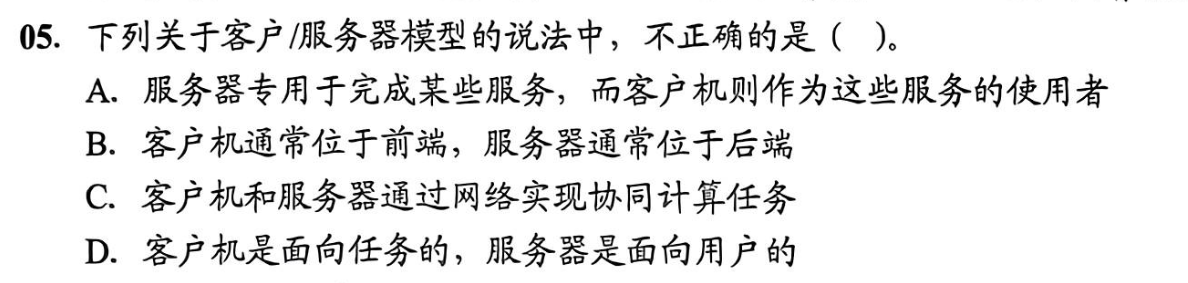 05. 下列关于客户/服务器模型的说法中，不正确的是（ ）。
A. 服务器专用于完成某些服务，而客户机则作为这些服务的使用者
B. 客户机通常位于前端，服务器通常位于后端
C. 客户机和服务器通过网络实现协同计算任务
D. 客户机是面向任务的，服务器是面向用户的